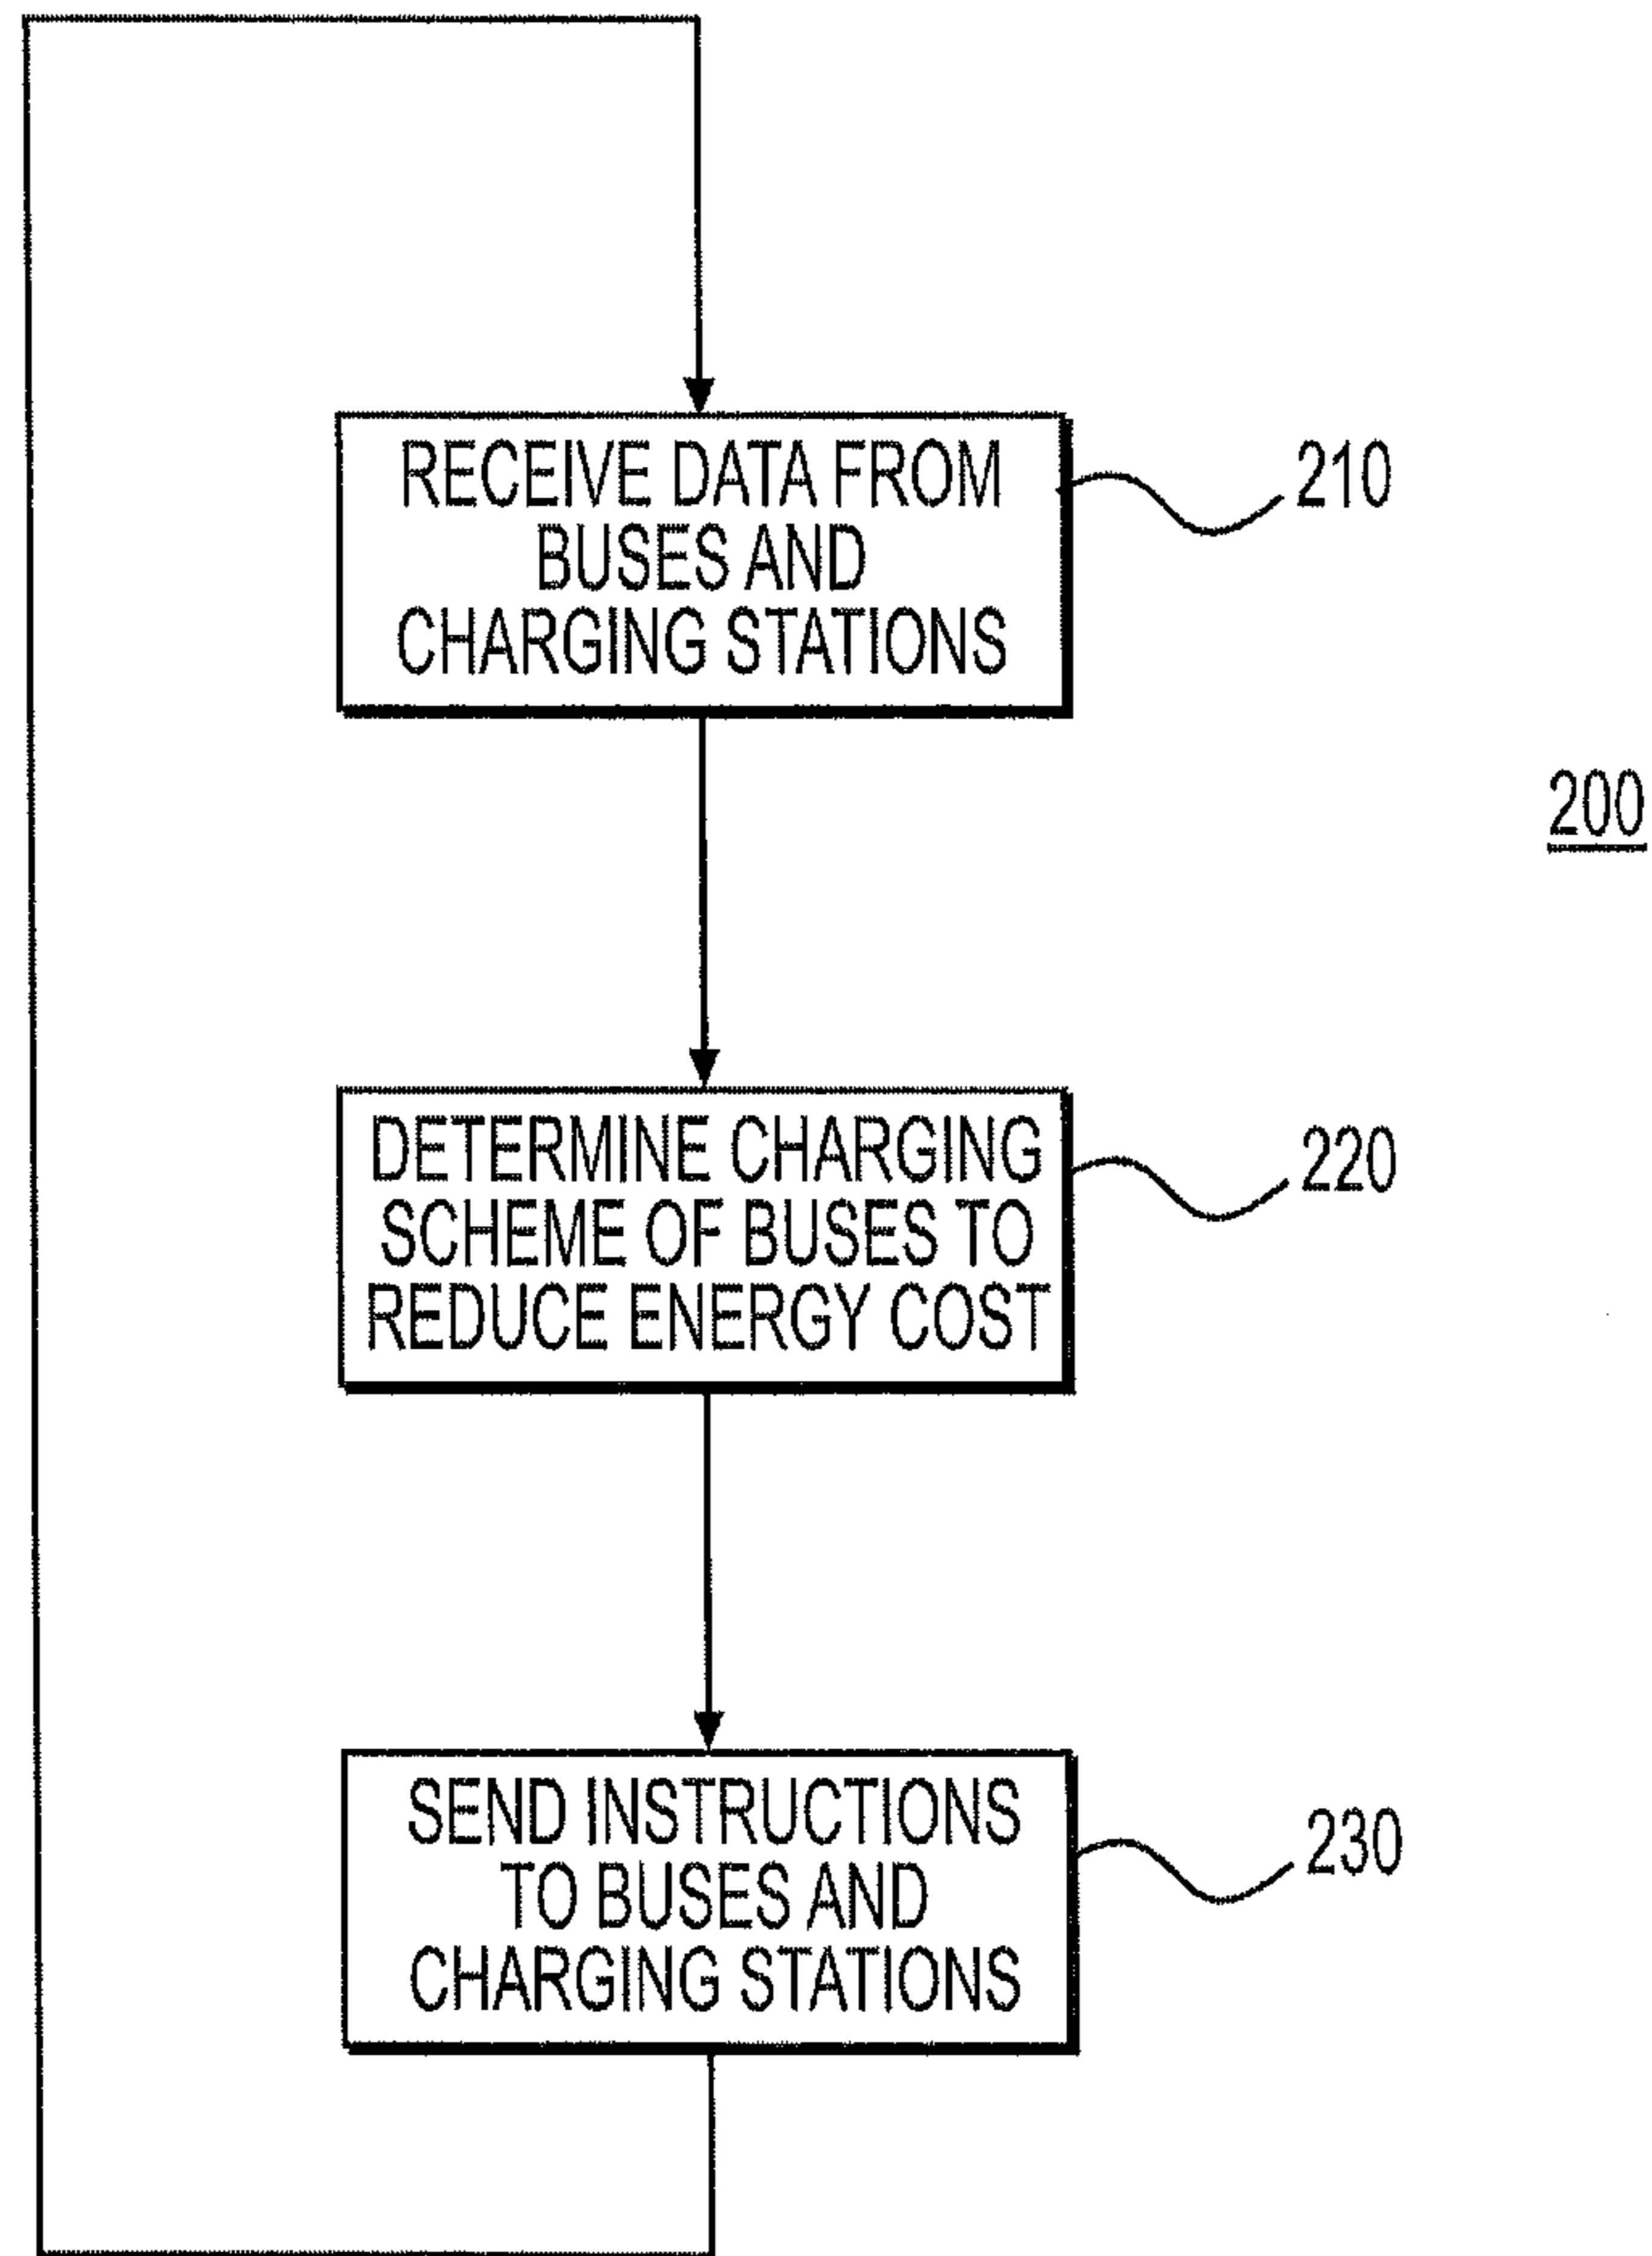 RECEIVE DATA FROM
BUSES AND
CHARGING STATIONS
210
200
DETERMINE CHARGING
SCHEME OF BUSES TO
REDUCE ENERGY COST
220
SEND INSTRUCTIONS
TO BUSES AND
CHARGING STATIONS
230